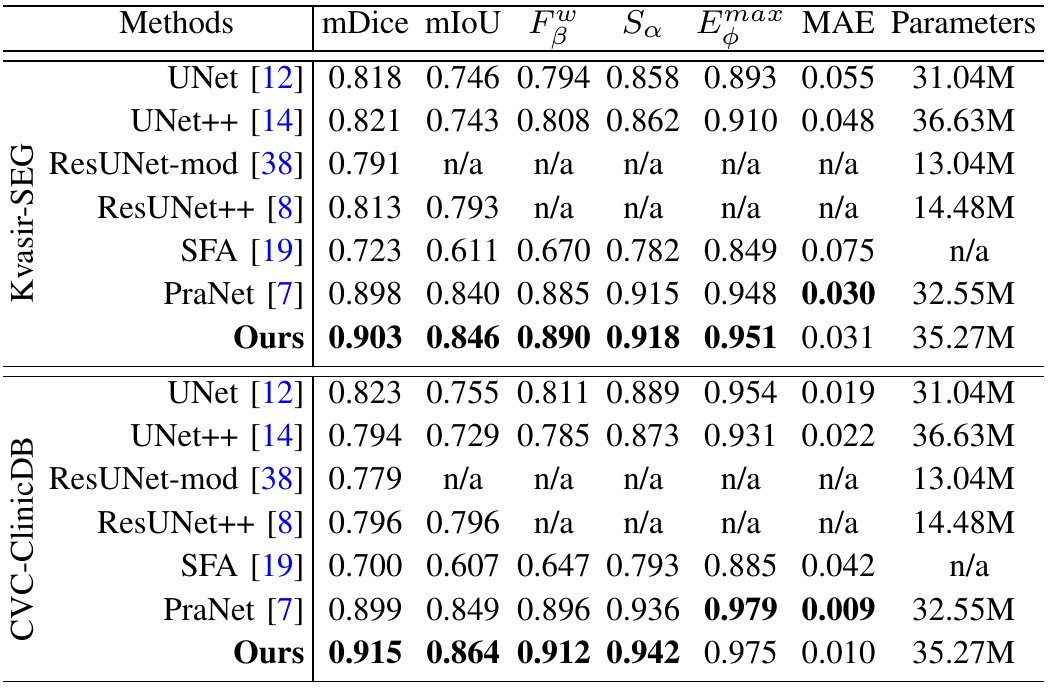 Methods mDice mIoU F_β^w S_α E_ϕ^max MAE Parameters
Kvasir-SEG
UNet [12] 0.818 0.746 0.794 0.858 0.893 0.055 31.04M
UNet++ [14] 0.821 0.743 0.808 0.862 0.910 0.048 36.63M
ResUNet-mod [38] 0.791 n/a n/a n/a n/a n/a 13.04M
ResUNet++ [8] 0.813 0.793 n/a n/a n/a n/a 14.48M
SFA [19] 0.723 0.611 0.670 0.782 0.849 0.075 n/a
PraNet [7] 0.898 0.840 0.885 0.915 0.948 0.030 32.55M
Ours 0.903 0.846 0.890 0.918 0.951 0.031 35.27M
CVC-ClinicDB
UNet [12] 0.823 0.755 0.811 0.889 0.954 0.019 31.04M
UNet++ [14] 0.794 0.729 0.785 0.873 0.931 0.022 36.63M
ResUNet-mod [38] 0.779 n/a n/a n/a n/a n/a 13.04M
ResUNet++ [8] 0.796 0.796 n/a n/a n/a n/a 14.48M
SFA [19] 0.700 0.607 0.647 0.793 0.885 0.042 n/a
PraNet [7] 0.899 0.849 0.896 0.936 0.979 0.009 32.55M
Ours 0.915 0.864 0.912 0.942 0.975 0.010 35.27M